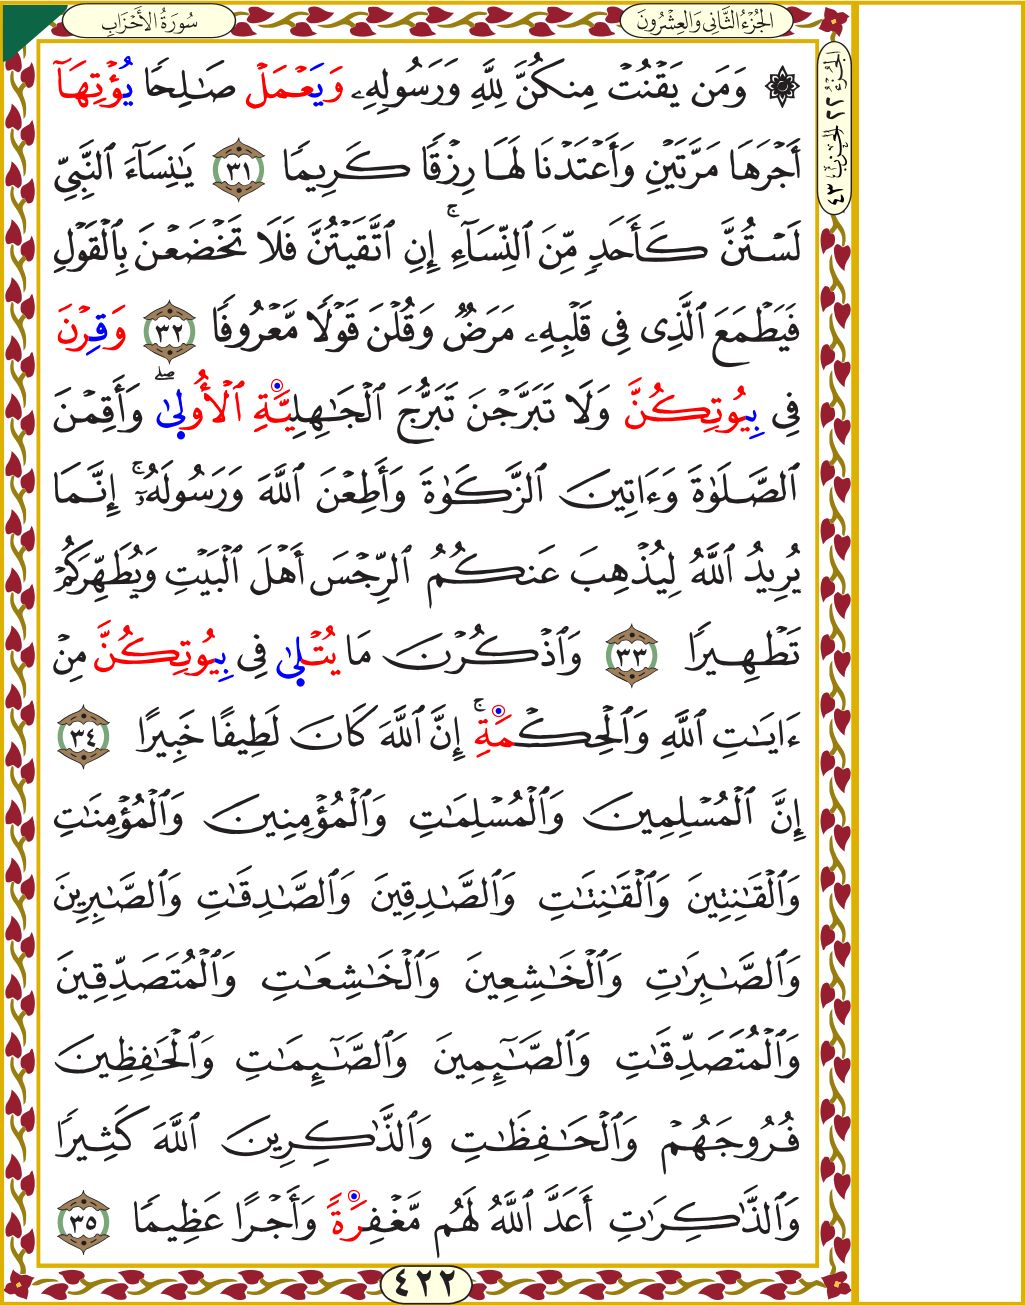 سُورَةُ الأَحْزَابِ
الجُزْءُ الثَّانِي وَالعِشْرُونَ
الجزء ٢٢ الحزب ٤٣
۞ وَمَن يَقْنُتْ مِنكُنَّ لِلَّهِ وَرَسُولِهِۦ وَيَعْمَلْ صَـٰلِحًا يُؤْتِهَآ
أَجْرَهَا مَرَّتَيْنِ وَأَعْتَدْنَا لَهَا رِزْقًا كَرِيمًا ٣١ يَـٰنِسَآءَ ٱلنَّبِيِّ
لَسْتُنَّ كَأَحَدٍ مِّنَ ٱلنِّسَآءِۚ إِنِ ٱتَّقَيْتُنَّ فَلَا تَخْضَعْنَ بِٱلْقَوْلِ
فَيَطْمَعَ ٱلَّذِى فِى قَلْبِهِۦ مَرَضٌ وَقُلْنَ قَوْلًا مَّعْرُوفًا ٣٢ وَقِرْنَ
فِى بِيُوتِكُنَّ وَلَا تَبَرَّجْنَ تَبَرُّجَ ٱلْجَـٰهِلِيَّةِ ٱلْأُولَىٰۖ وَأَقِمْنَ
ٱلصَّلَوٰةَ وَءَاتِينَ ٱلزَّكَوٰةَ وَأَطِعْنَ ٱللَّهَ وَرَسُولَهُۥٓۚ إِنَّمَا
يُرِيدُ ٱللَّهُ لِيُذْهِبَ عَنكُمُ ٱلرِّجْسَ أَهْلَ ٱلْبَيْتِ وَيُطَهِّرَكُمْ
تَطْهِيرًا ٣٣ وَٱذْكُرْنَ مَا يُتْلَىٰ فِى بِيُوتِكُنَّ مِنْ
ءَايَـٰتِ ٱللَّهِ وَٱلْحِكْمَةِۚ إِنَّ ٱللَّهَ كَانَ لَطِيفًا خَبِيرًا ٣٤
إِنَّ ٱلْمُسْلِمِينَ وَٱلْمُسْلِمَـٰتِ وَٱلْمُؤْمِنِينَ وَٱلْمُؤْمِنَـٰتِ
وَٱلْقَـٰنِتِينَ وَٱلْقَـٰنِتَـٰتِ وَٱلصَّـٰدِقِينَ وَٱلصَّـٰدِقَـٰتِ وَٱلصَّـٰبِرِينَ
وَٱلصَّـٰبِرَٰتِ وَٱلْخَـٰشِعِينَ وَٱلْخَـٰشِعَـٰتِ وَٱلْمُتَصَدِّقِينَ
وَٱلْمُتَصَدِّقَـٰتِ وَٱلصَّـٰٓئِمِينَ وَٱلصَّـٰٓئِمَـٰتِ وَٱلْحَـٰفِظِينَ
فُرُوجَهُمْ وَٱلْحَـٰفِظَـٰتِ وَٱلذَّٰكِرِينَ ٱللَّهَ كَثِيرًا
وَٱلذَّٰكِرَٰتِ أَعَدَّ ٱللَّهُ لَهُم مَّغْفِرَةً وَأَجْرًا عَظِيمًا ٣٥
٤٢٢